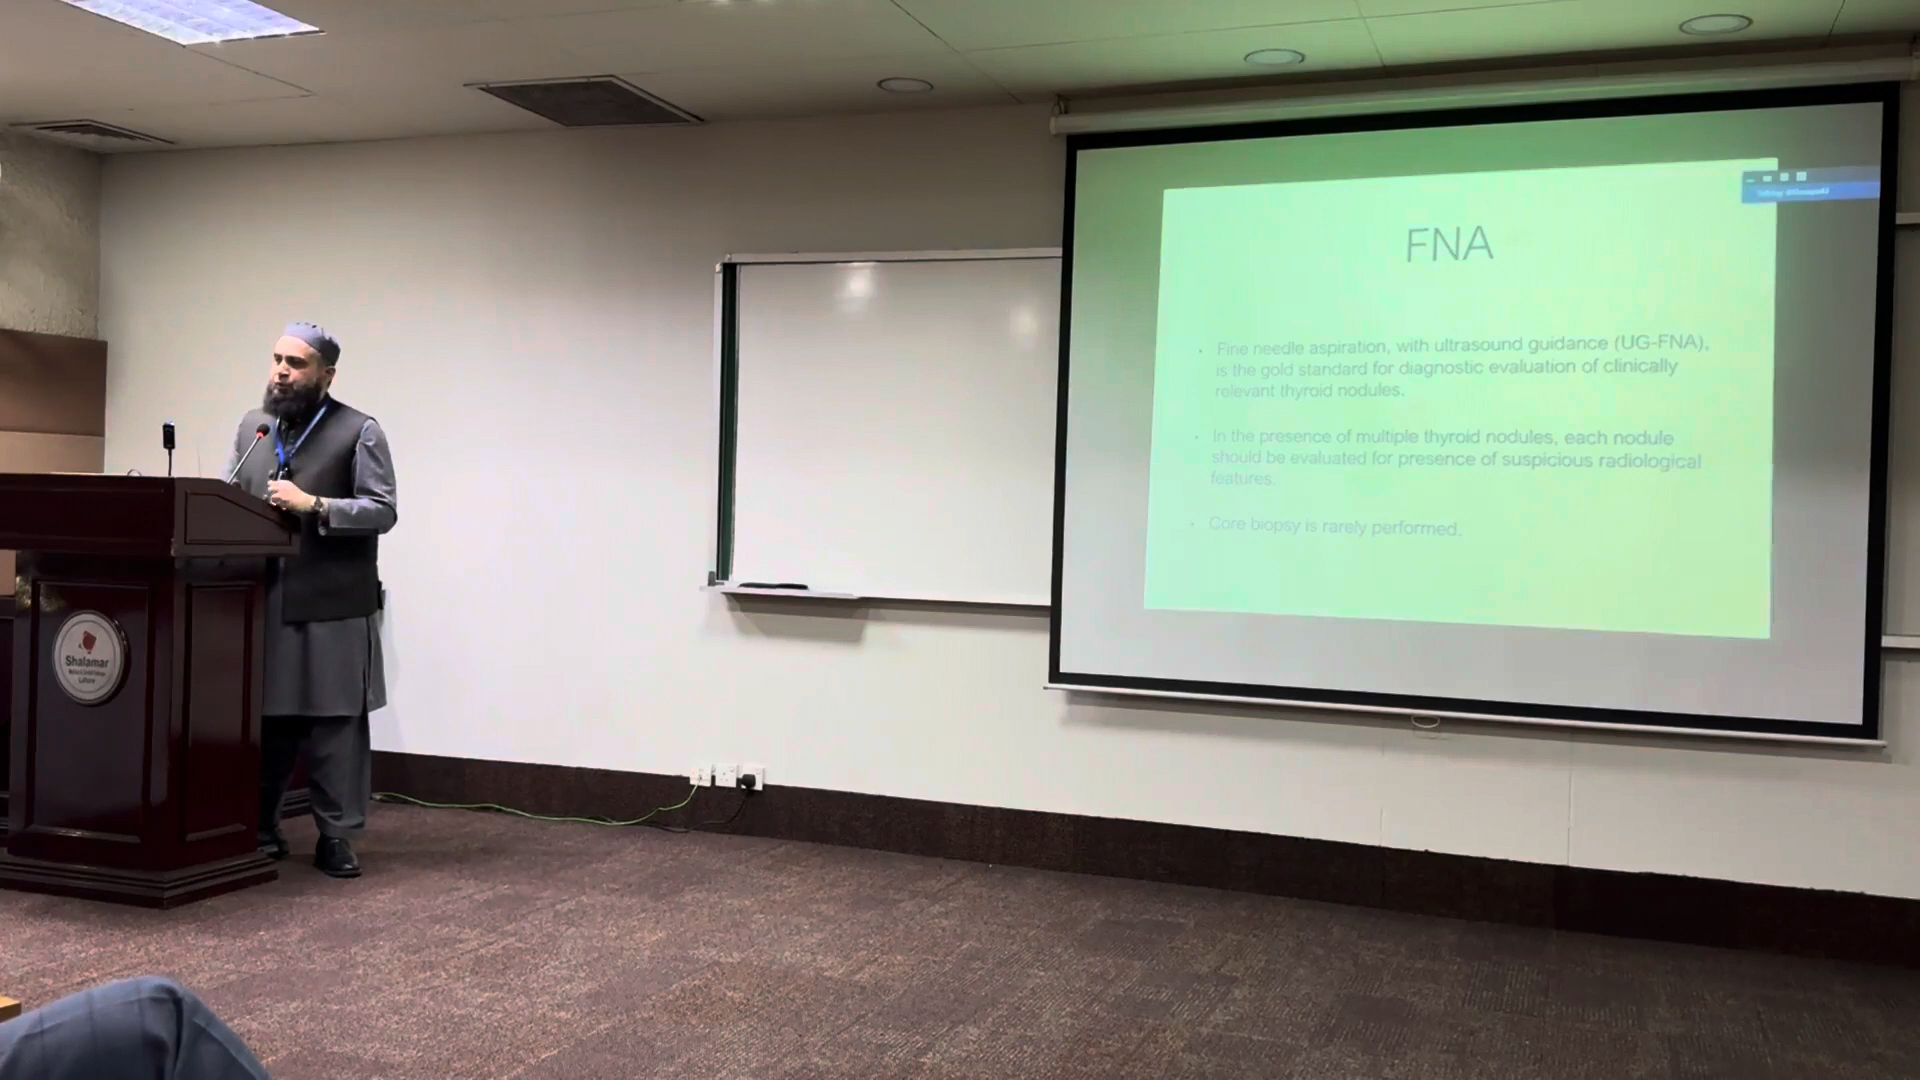 FNA
Fine needle aspiration, with ultrasound guidance (UG-FNA),
is the gold standard for diagnostic evaluation of clinically
relevant thyroid nodules.
In the presence of multiple thyroid nodules, each nodule
should be evaluated for presence of suspicious radiological
features.
Core biopsy is rarely performed.
Shalamar
Lahore